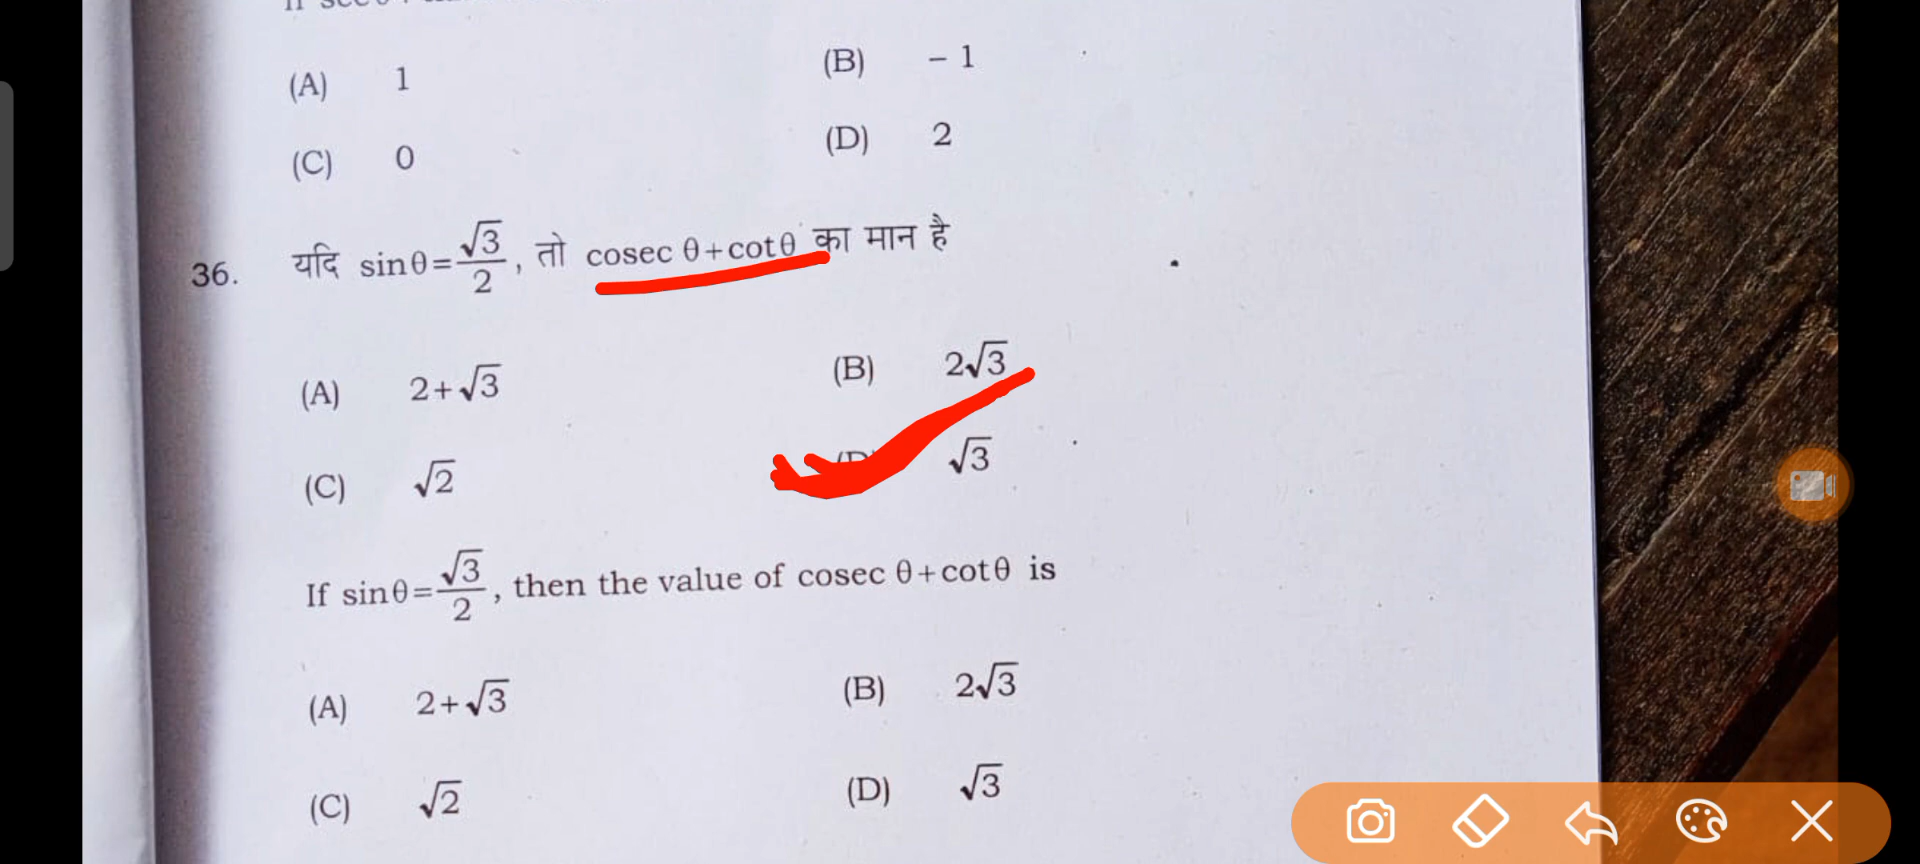 (A) 1 (B) – 1
(C) 0 (D) 2
36. यदि sinθ=√3/2, तो cosec θ+cotθ का मान है
(A) 2+√3 (B) 2√3
(C) √2 (D) √3
If sinθ=√3/2, then the value of cosec θ+cotθ is
(A) 2+√3 (B) 2√3
(C) √2 (D) √3